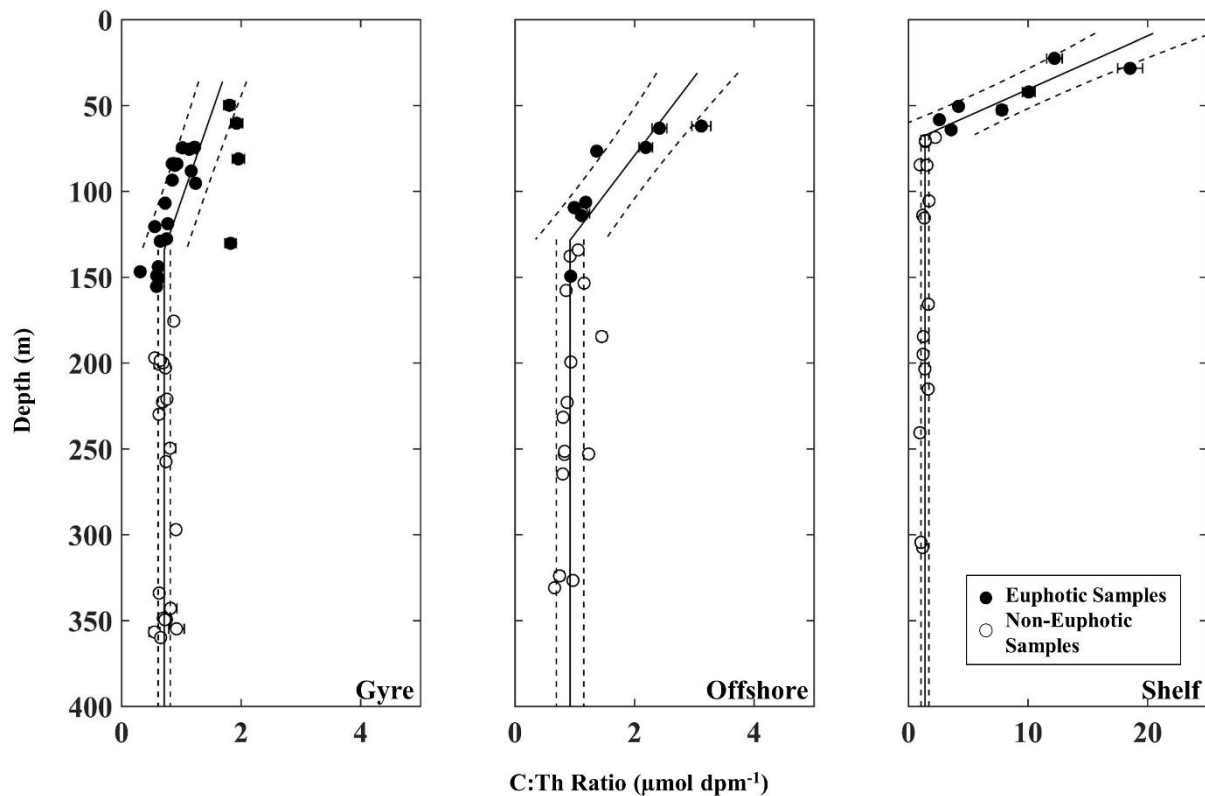 0
50
100
150
200
250
300
350
400
Depth (m)
Gyre
0 2 4
Offshore
0 2 4
Euphotic Samples
Non-Euphotic
Samples
Shelf
0 10 20
C:Th Ratio (μmol dpm⁻¹)